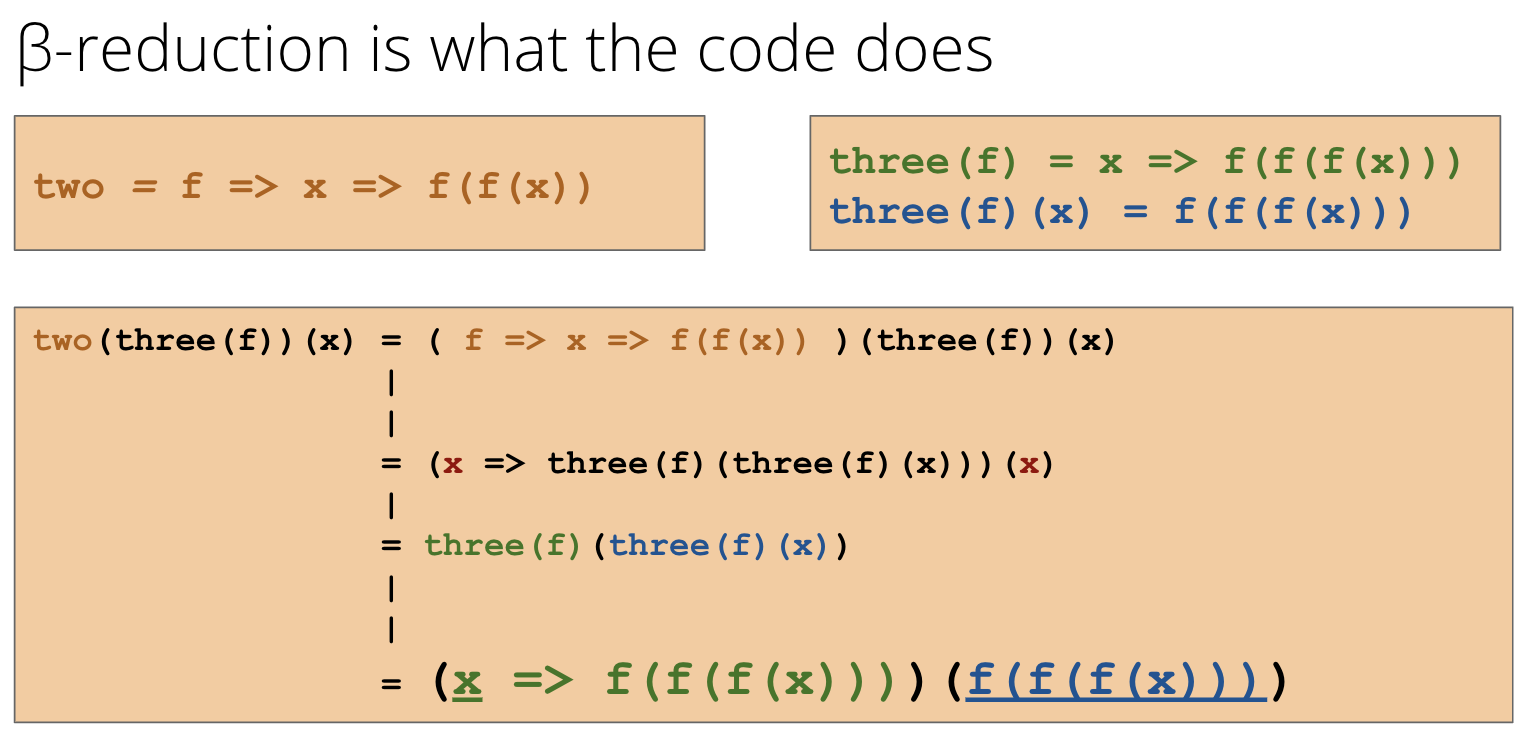 β-reduction is what the code does
two = f => x => f(f(x))
three(f) = x => f(f(f(x)))
three(f)(x) = f(f(f(x)))
two(three(f))(x) = ( f => x => f(f(x)) )(three(f))(x)
|
|
= (x => three(f)(three(f)(x)))(x)
|
= three(f)(three(f)(x))
|
|
= (x => f(f(f(x))))(f(f(f(x))))